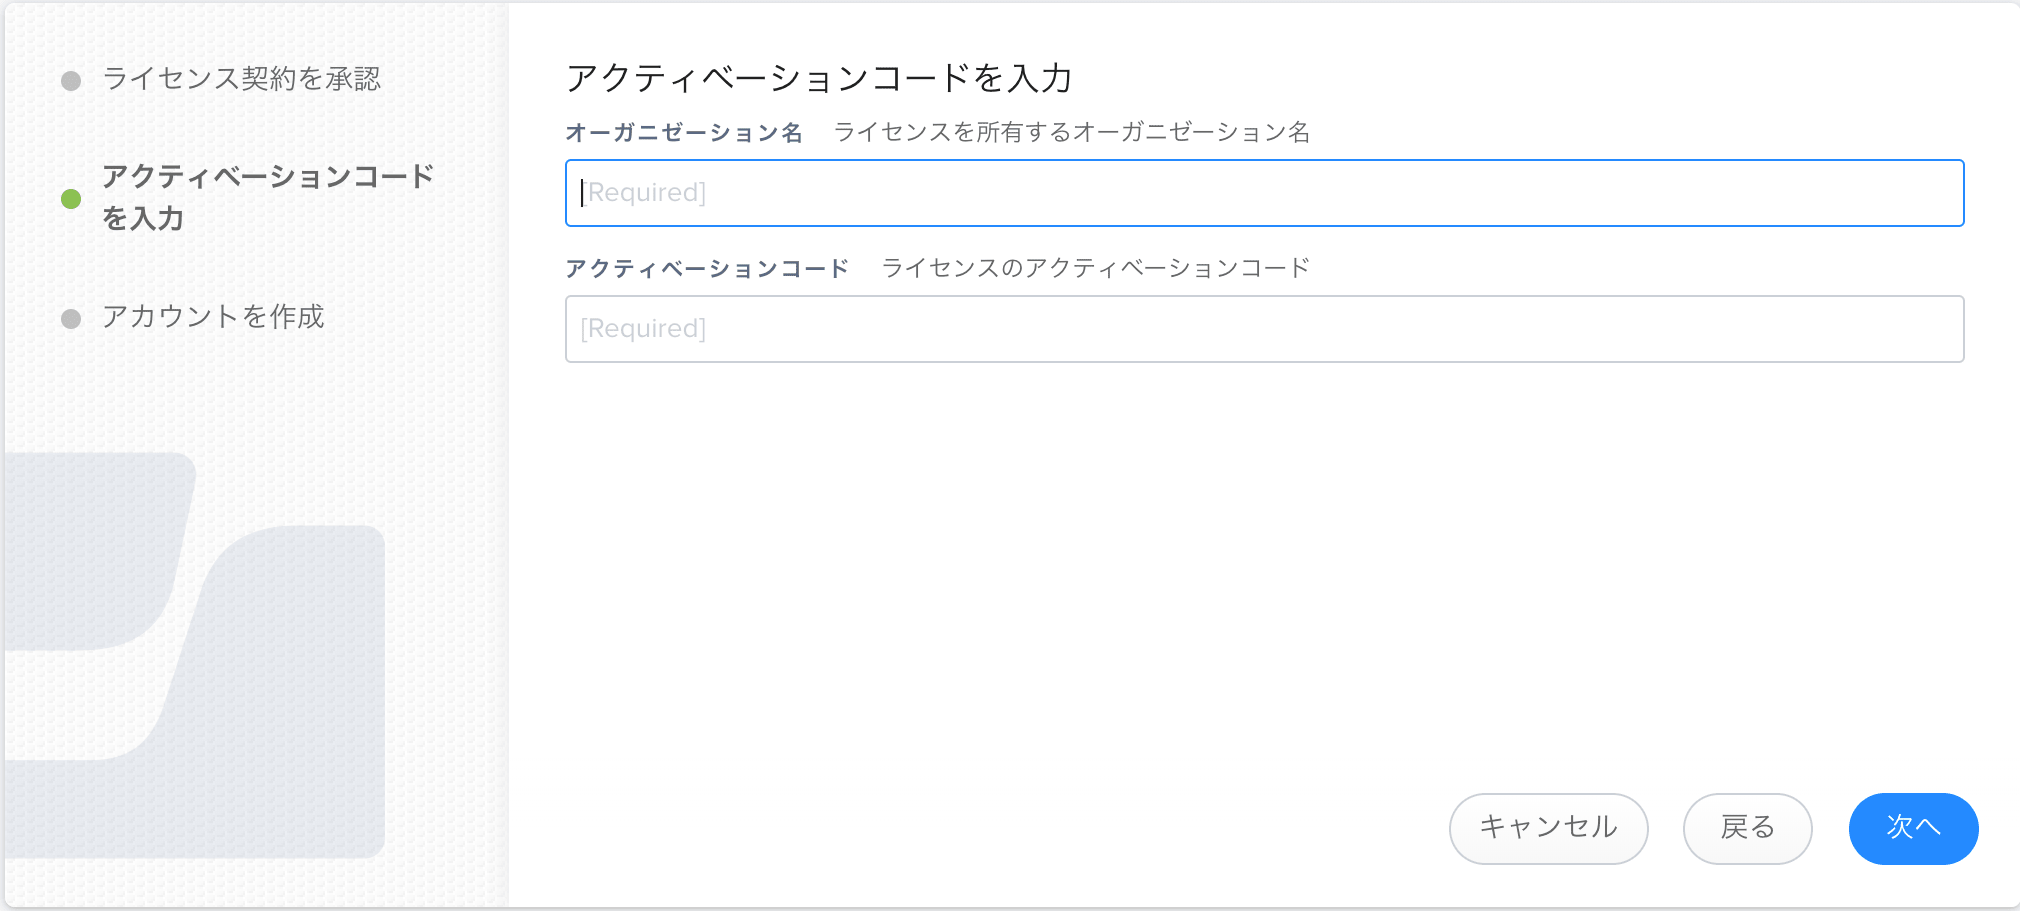 ライセンス契約を承認
アクティベーションコード
を入力
アカウントを作成
アクティベーションコードを入力
オーガニゼーション名 ライセンスを所有するオーガニゼーション名
[Required]
アクティベーションコード ライセンスのアクティベーションコード
[Required]
キャンセル 戻る 次へ